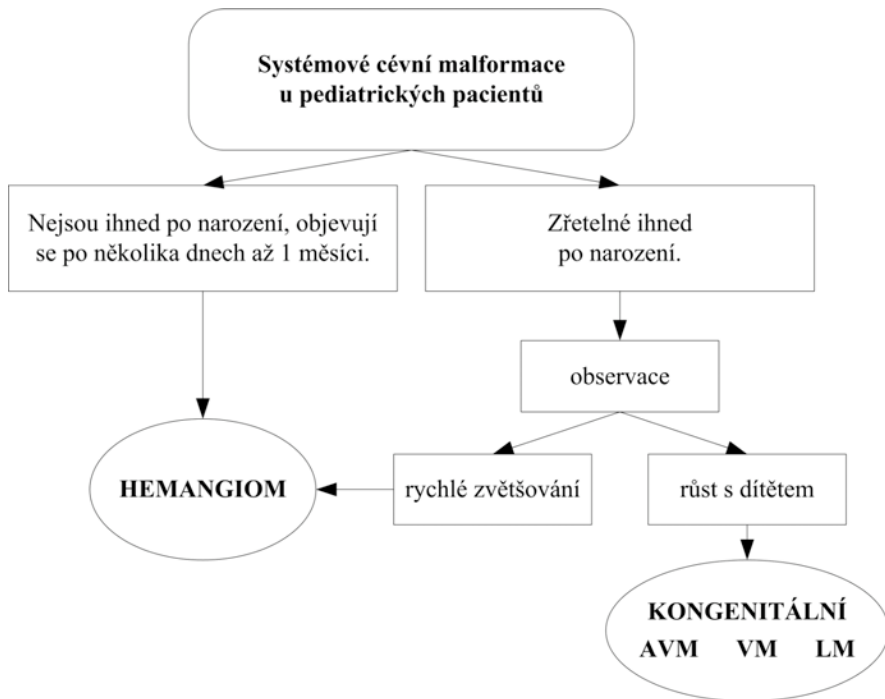 Systémové cévní malformace
u pediatrických pacientů
Nejsou ihned po narození, objevují
se po několika dnech až 1 měsíci.
Zřetelné ihned
po narození.
observace
HEMANGIOM
rychlé zvětšování
růst s dítětem
KONGENITÁLNÍ
AVM VM LM